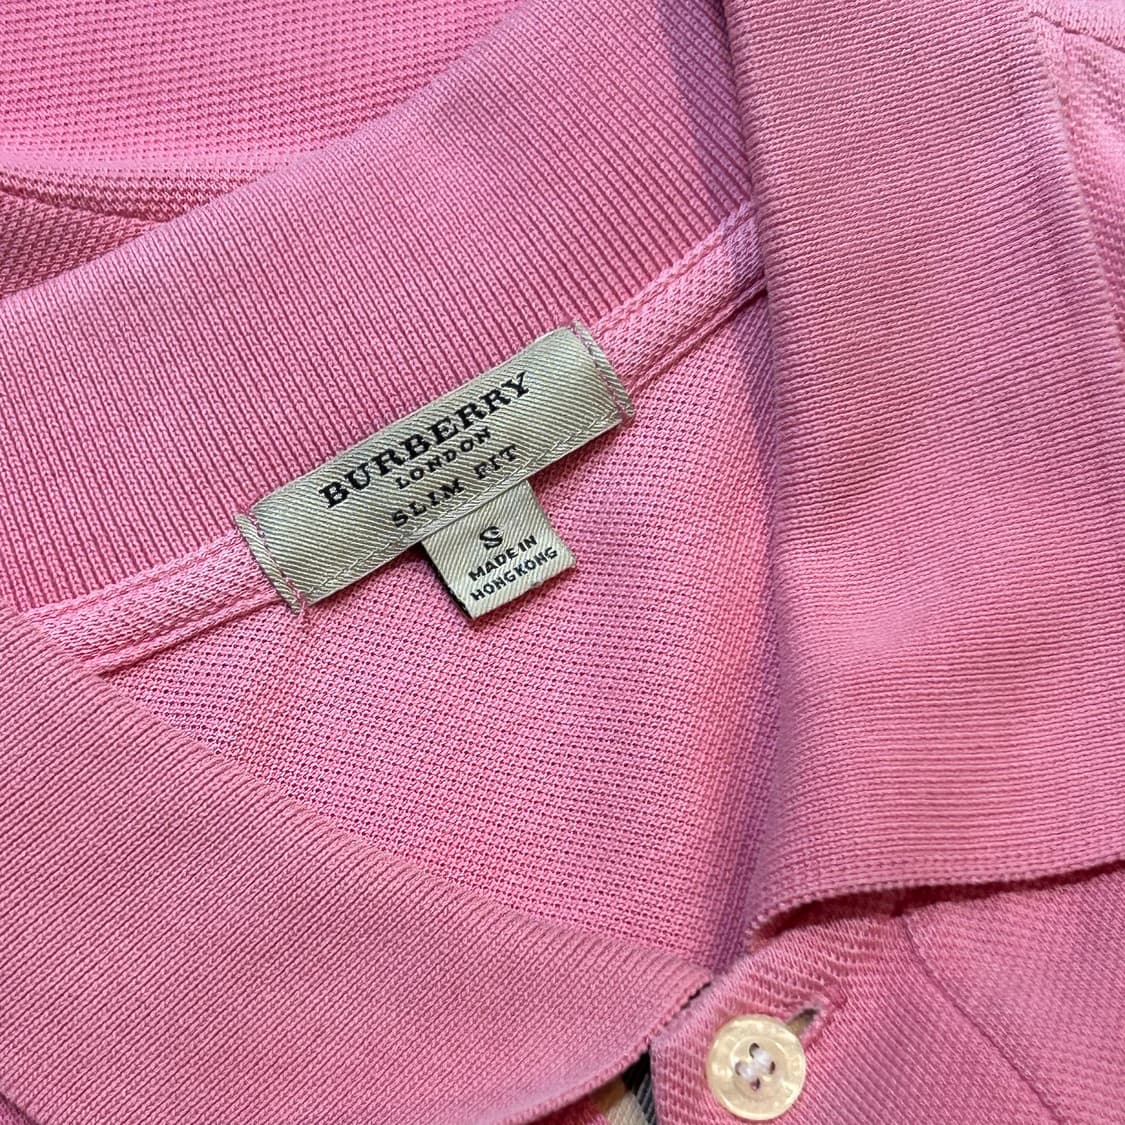 BURBERRY
LONDON
SLIM FIT
S
MADE IN
HONGKONG